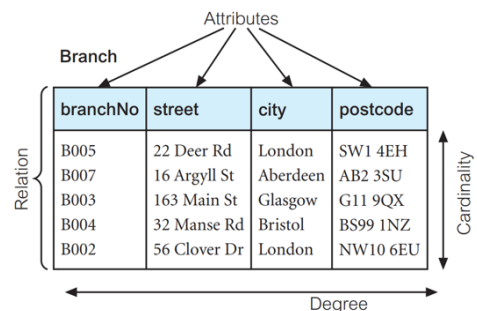 Attributes
Branch
branchNo street city postcode
B005 22 Deer Rd London SW1 4EH
B007 16 Argyll St Aberdeen AB2 3SU
B003 163 Main St Glasgow G11 9QX
B004 32 Manse Rd Bristol BS99 1NZ
B002 56 Clover Dr London NW10 6EU
Relation
Cardinality
Degree